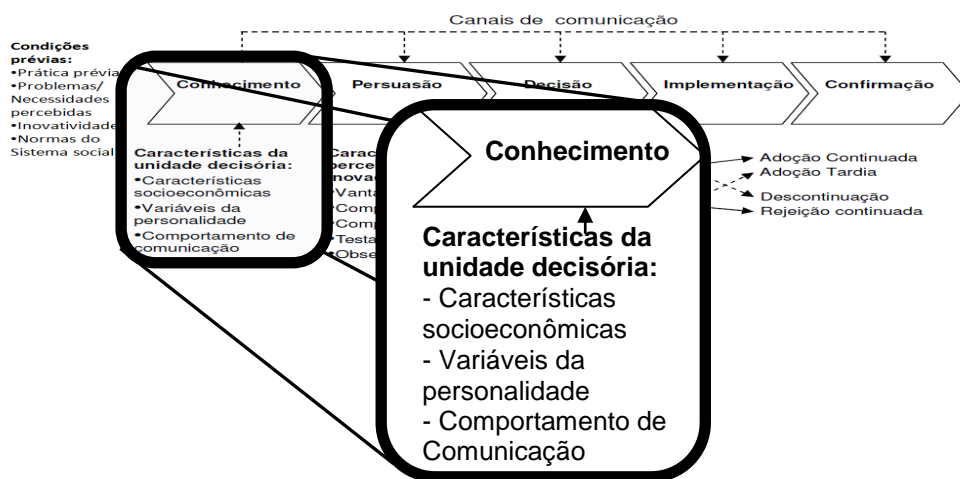 Canais de comunicação
Condições
prévias:
•Prática prévia
•Problemas/
Necessidades
percebidas
•Inovatividade
•Normas do
Sistema social
Conhecimento
Persuasão
Decisão
Implementação
Confirmação
Características da
unidade decisória:
•Características
socioeconômicas
•Variáveis da
personalidade
•Comportamento de
comunicação
Conhecimento
Características da
unidade decisória:
- Características
socioeconômicas
- Variáveis da
personalidade
- Comportamento de
Comunicação
Adoção Continuada
Adoção Tardia
Descontinuação
Rejeição continuada